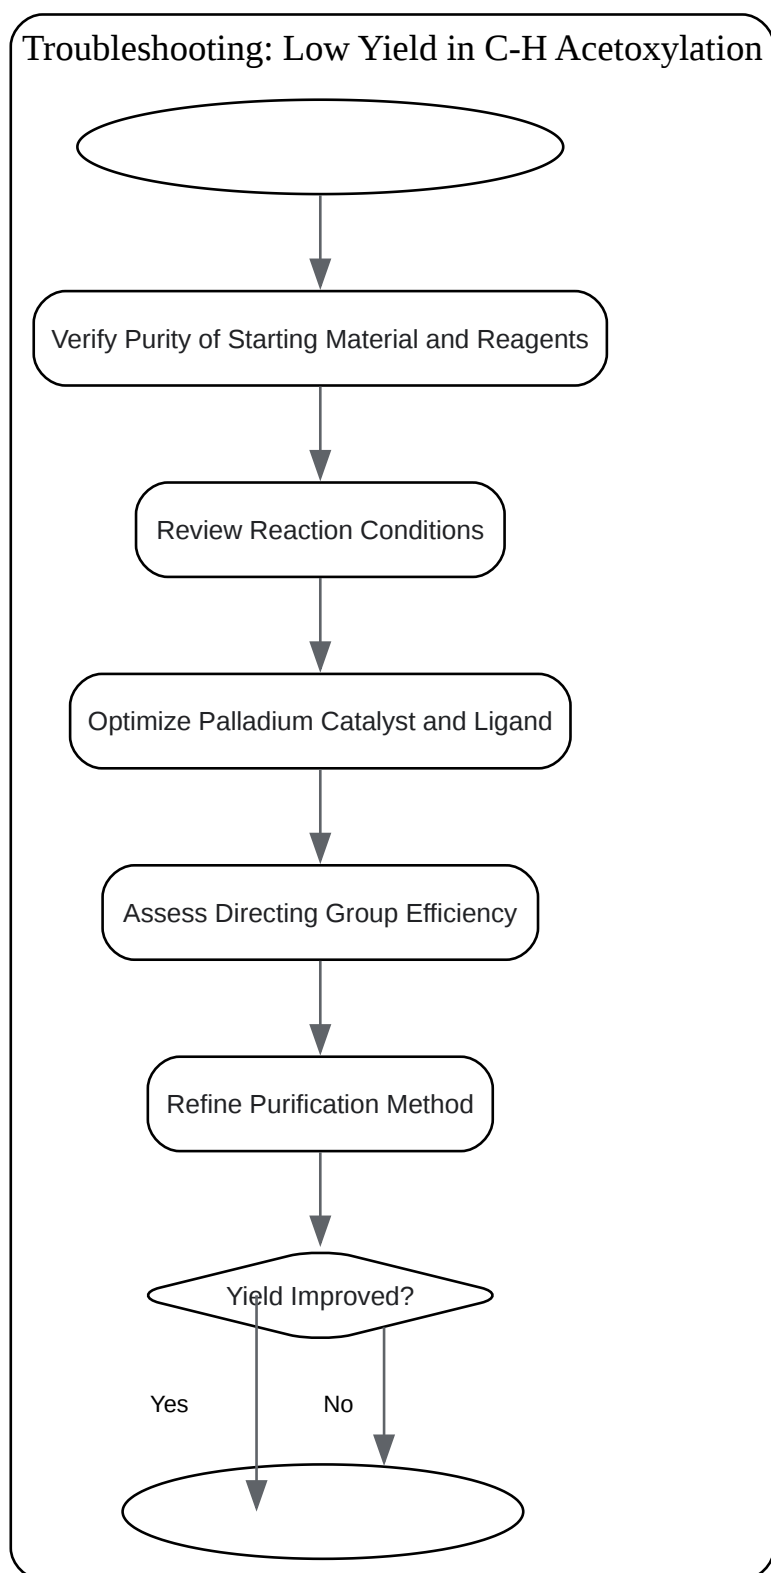 Troubleshooting: Low Yield in C-H Acetoxylation
Verify Purity of Starting Material and Reagents
Review Reaction Conditions
Optimize Palladium Catalyst and Ligand
Assess Directing Group Efficiency
Refine Purification Method
Yield Improved?
Yes
No